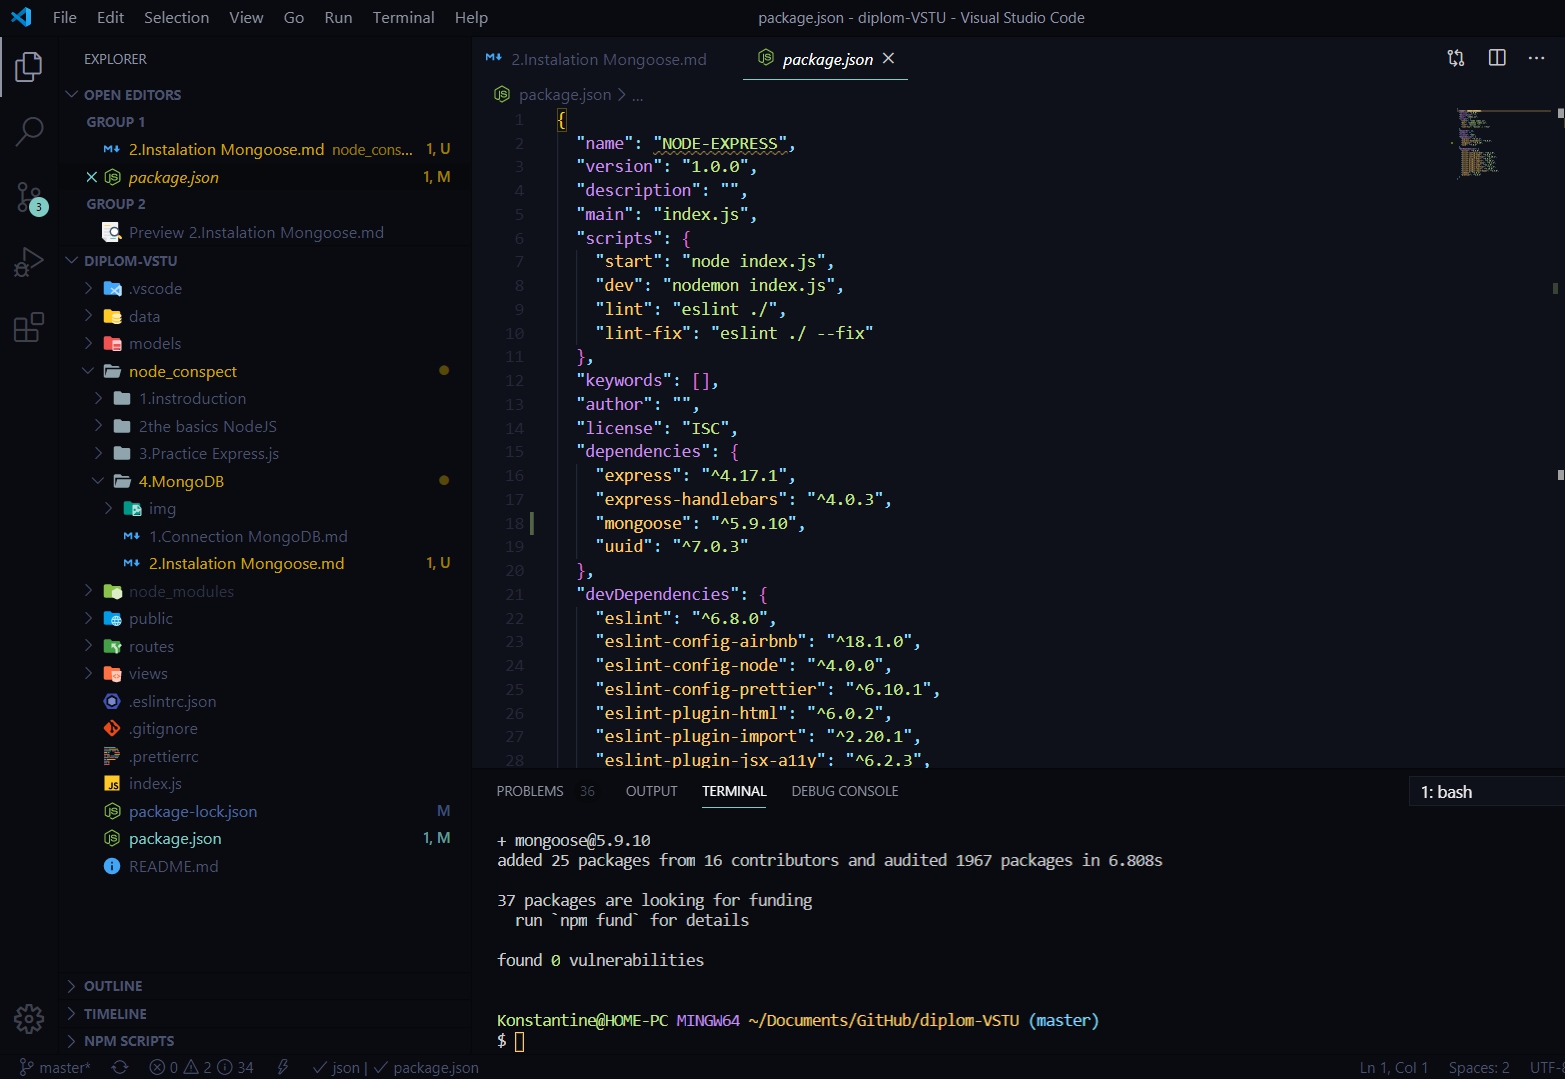 File Edit Selection View Go Run Terminal Help
package.json - diplom-VSTU - Visual Studio Code
EXPLORER
OPEN EDITORS
GROUP 1
2.Instalation Mongoose.md node_cons... 1, U
package.json 1, M
GROUP 2
Preview 2.Instalation Mongoose.md
DIPLOM-VSTU
.vscode
data
models
node_conspect
1.instroduction
2the basics NodeJS
3.Practice Express.js
4.MongoDB
img
1.Connection MongoDB.md
2.Instalation Mongoose.md 1, U
node_modules
public
routes
views
.eslintrc.json
.gitignore
.prettierrc
index.js
package-lock.json M
package.json 1, M
README.md
OUTLINE
TIMELINE
NPM SCRIPTS
3
2.Instalation Mongoose.md
package.json
package.json > ...
1 {
2 "name": "NODE-EXPRESS",
3 "version": "1.0.0",
4 "description": "",
5 "main": "index.js",
6 "scripts": {
7 "start": "node index.js",
8 "dev": "nodemon index.js",
9 "lint": "eslint ./",
10 "lint-fix": "eslint ./ --fix"
11 },
12 "keywords": [],
13 "author": "",
14 "license": "ISC",
15 "dependencies": {
16 "express": "^4.17.1",
17 "express-handlebars": "^4.0.3",
18 "mongoose": "^5.9.10",
19 "uuid": "^7.0.3"
20 },
21 "devDependencies": {
22 "eslint": "^6.8.0",
23 "eslint-config-airbnb": "^18.1.0",
24 "eslint-config-node": "^4.0.0",
25 "eslint-config-prettier": "^6.10.1",
26 "eslint-plugin-html": "^6.0.2",
27 "eslint-plugin-import": "^2.20.1",
28 "eslint-plugin-jsx-a11y": "^6.2.3",
PROBLEMS 36 OUTPUT TERMINAL DEBUG CONSOLE
1: bash
+ mongoose@5.9.10
added 25 packages from 16 contributors and audited 1967 packages in 6.808s
37 packages are looking for funding
run `npm fund` for details
found 0 vulnerabilities
Konstantine@HOME-PC MINGW64 ~/Documents/GitHub/diplom-VSTU (master)
$
master* 0 2 34 json | package.json
Ln 1, Col 1 Spaces: 2 UTF-